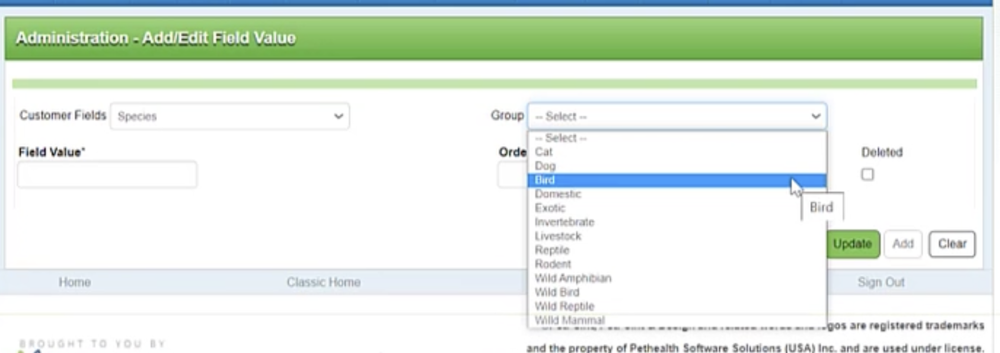 Administration - Add/Edit Field Value
Customer Fields Species Group -- Select --
-- Select --
Field Value* Orde Cat Deleted
Dog
Bird
Domestic
Exotic Bird
Invertebrate
Livestock
Update Add Clear
Reptile
Rodent
Wild Amphibian
Home Classic Home Sign Out
Wild Bird
Wild Reptile
Willd Mammal
gos are registered trademarks
BROUGHT TO YOU BY
and the property of Pethealth Software Solutions (USA) Inc. and are used under license.